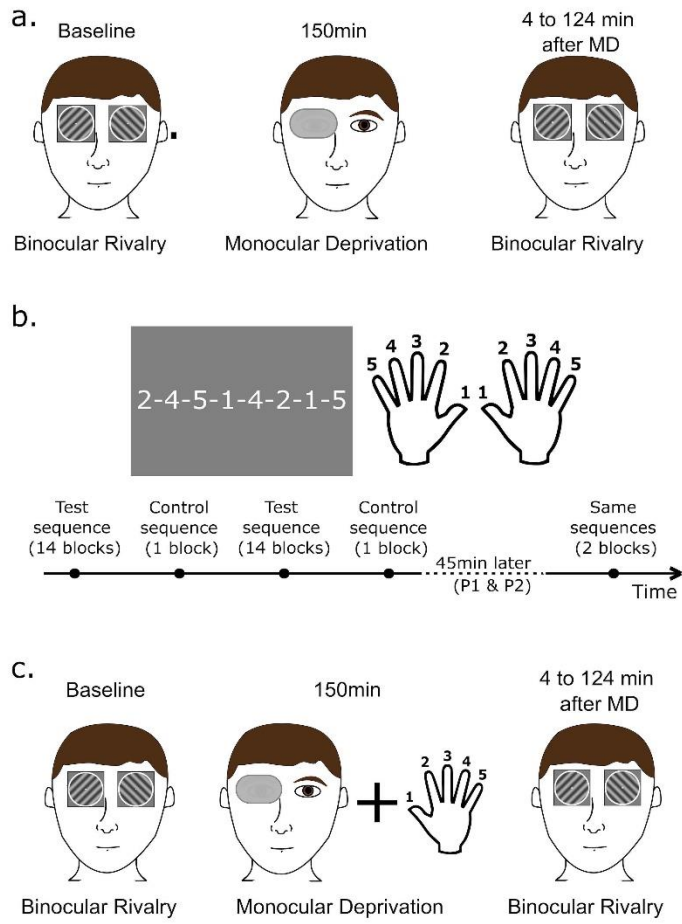 a.
Baseline
150min
4 to 124 min
after MD
Binocular Rivalry
Monocular Deprivation
Binocular Rivalry
b.
2-4-5-1-4-2-1-5
5 4 3 2 1
1 2 3 4 5
Test
sequence
(14 blocks)
Control
sequence
(1 block)
Test
sequence
(14 blocks)
Control
sequence
(1 block)
45min later
(P1 & P2)
Same
sequences
(2 blocks)
Time
c.
Baseline
150min
4 to 124 min
after MD
+
1 2 3 4 5
Binocular Rivalry
Monocular Deprivation
Binocular Rivalry